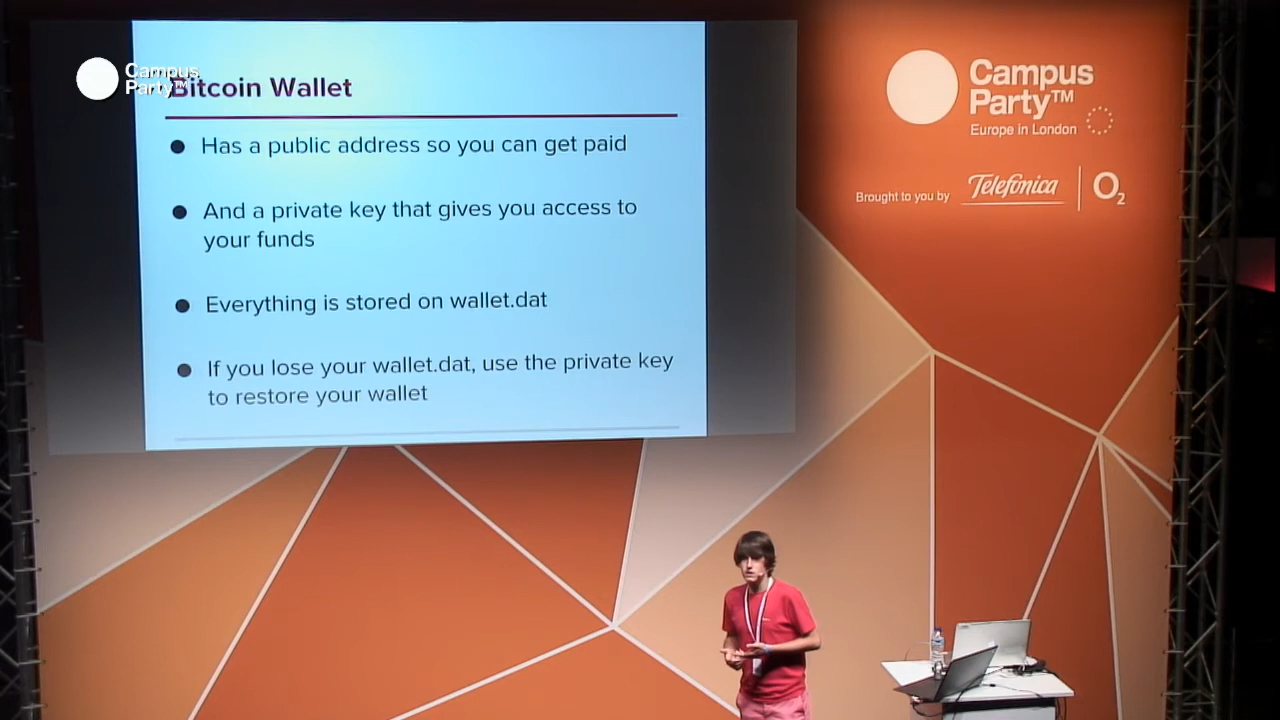 Campus
Party™
Bitcoin Wallet
Has a public address so you can get paid
And a private key that gives you access to
your funds
Everything is stored on wallet.dat
If you lose your wallet.dat, use the private key
to restore your wallet
Campus
Party™
Europe in London
Brought to you by Telefónica O2